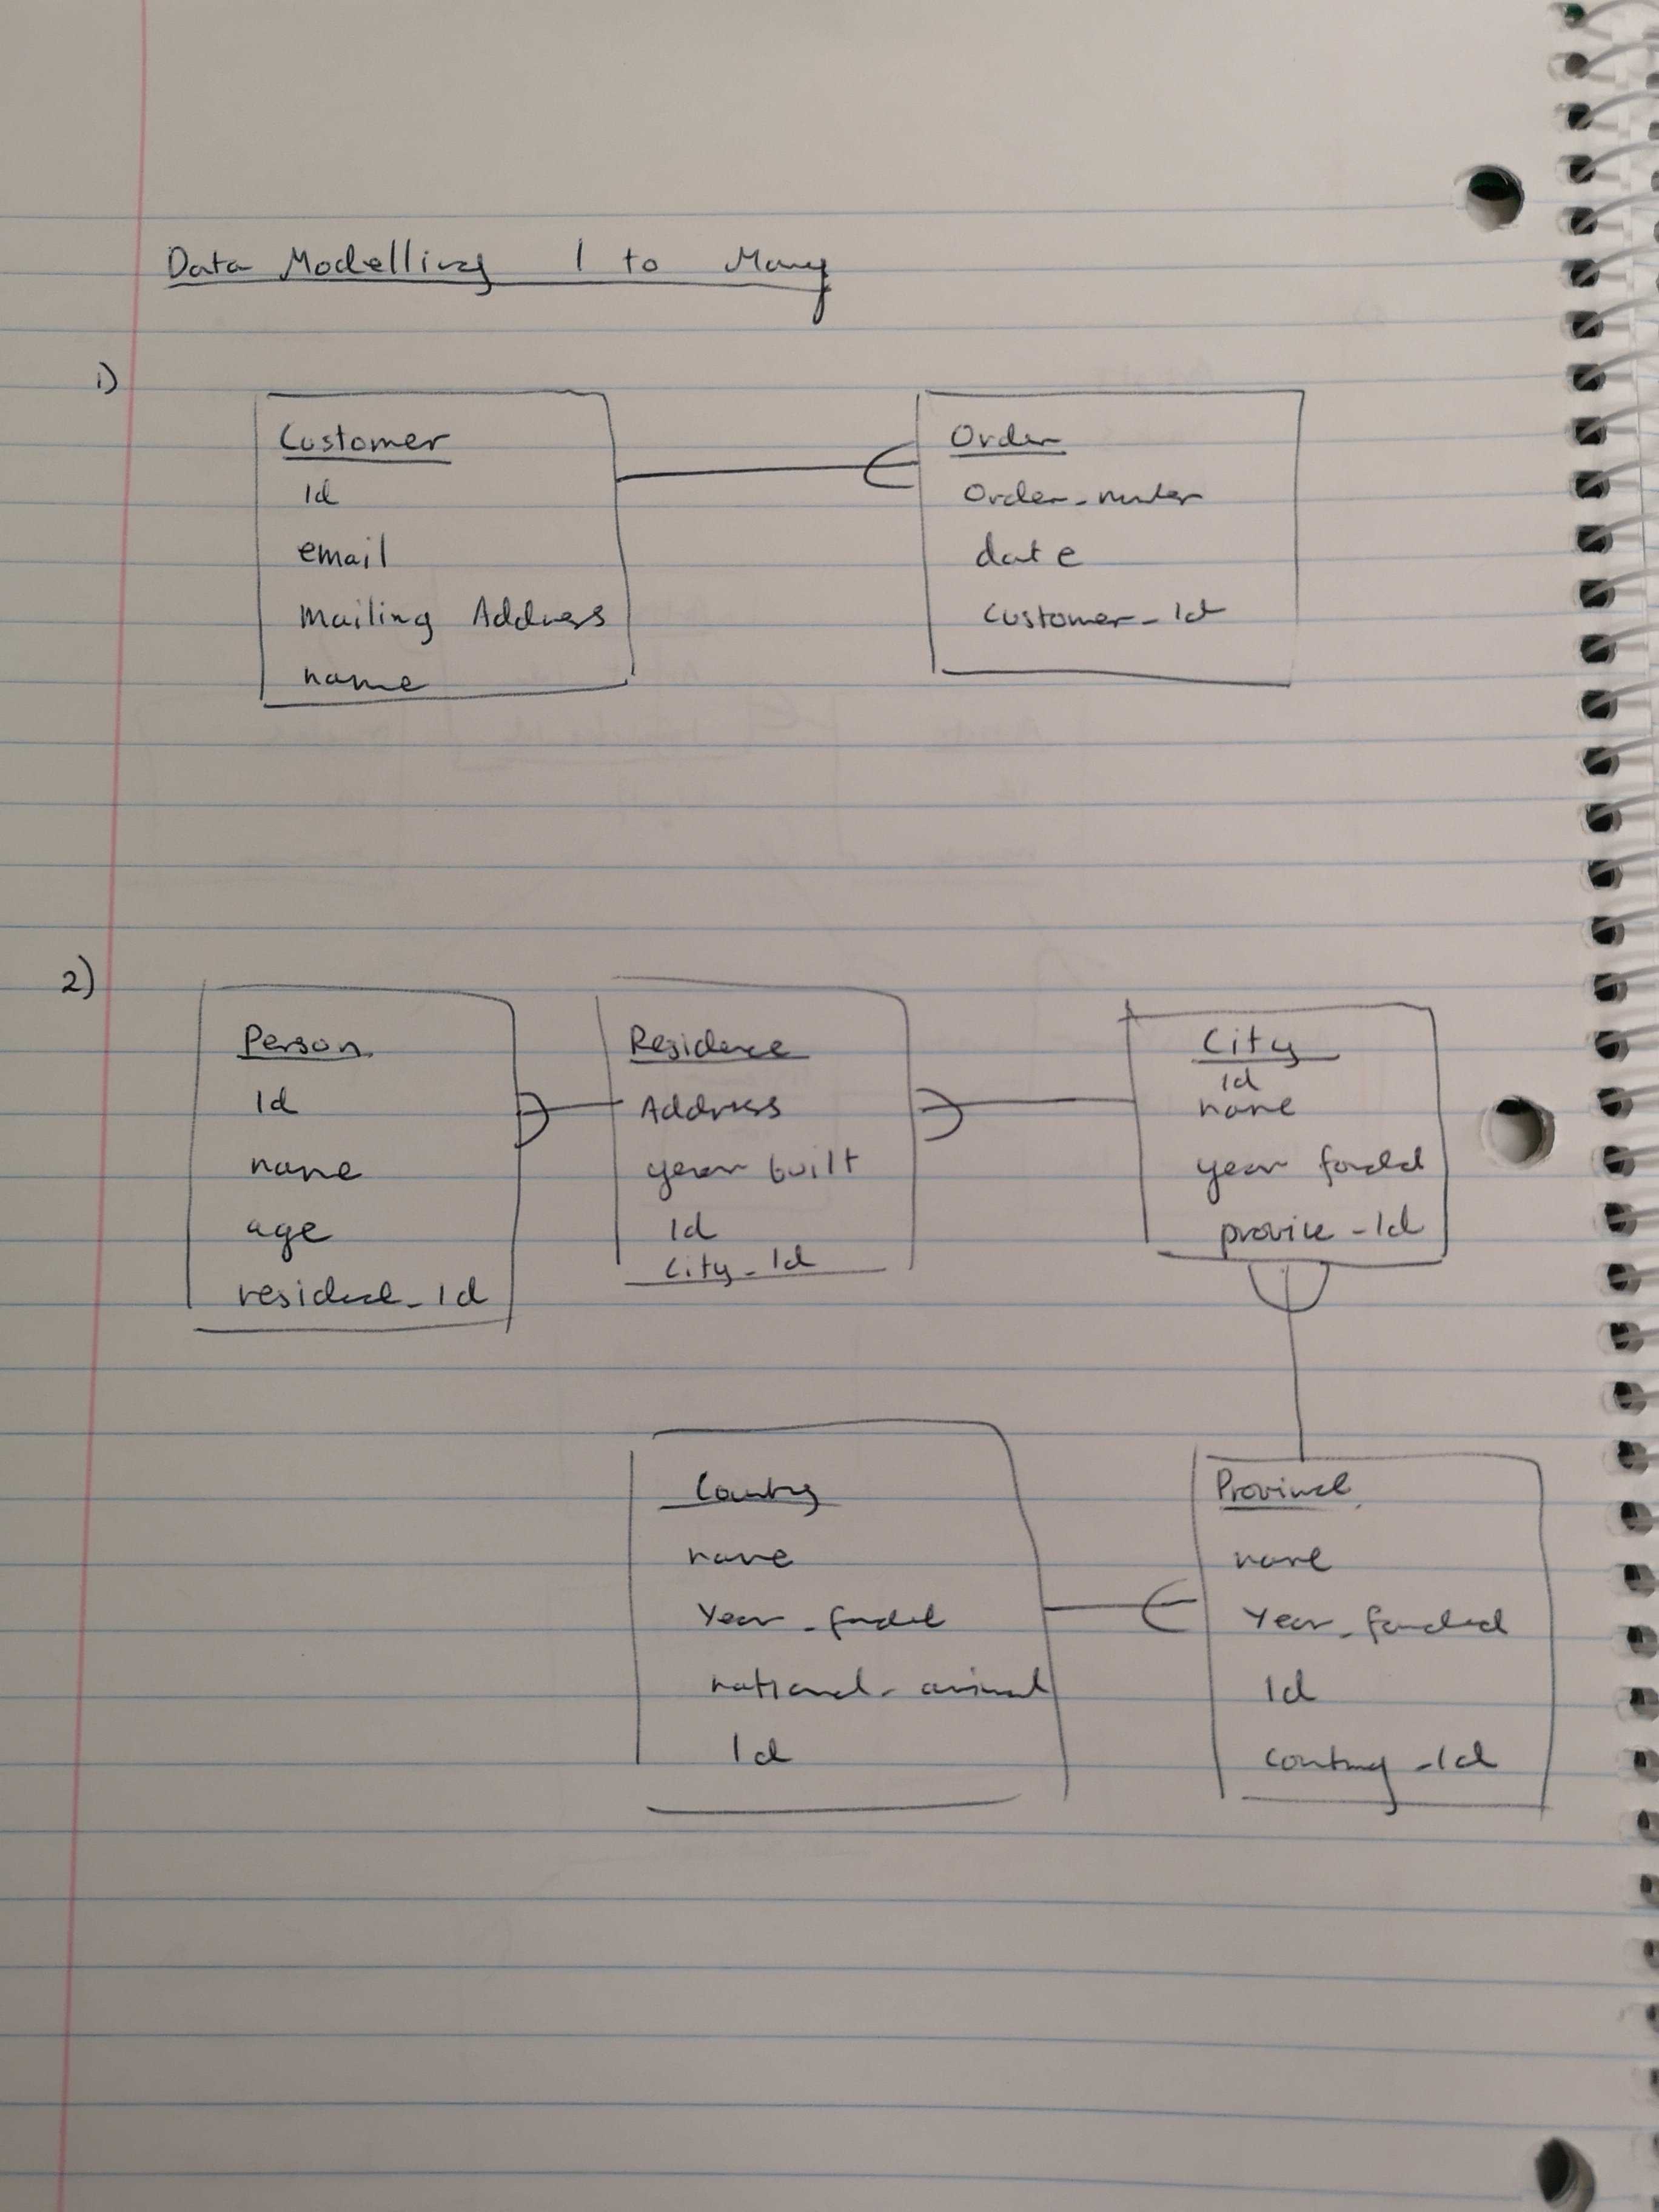 Data Modelling 1 to Many
1)
Customer
Id
email
Mailing Address
name
Order
Order_number
date
Customer_Id
2)
Person
Id
name
age
residence_Id
Residence
Address
year built
Id
City_Id
City
Id
name
year founded
province_Id
Country
name
Year_founded
national_animal
Id
Province
name
Year_founded
Id
country_Id